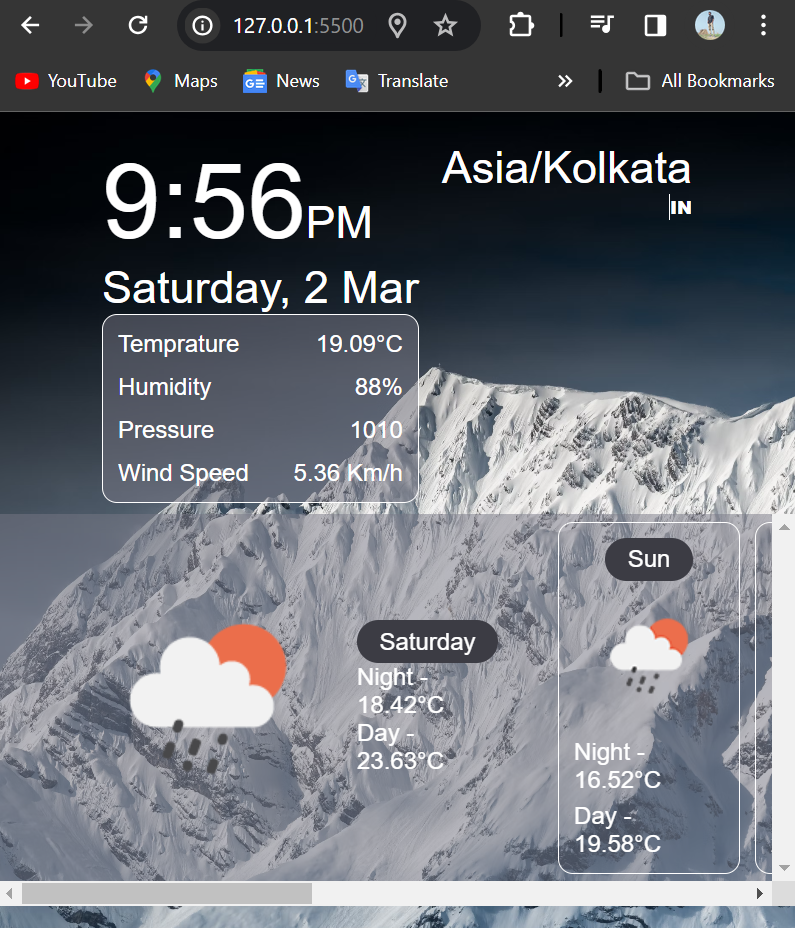 127.0.0.1:5500
YouTube Maps News Translate » All Bookmarks
9:56PM
Asia/Kolkata
IN
Saturday, 2 Mar
Temprature 19.09°C
Humidity 88%
Pressure 1010
Wind Speed 5.36 Km/h
Saturday
Night -
18.42°C
Day -
23.63°C
Sun
Night -
16.52°C
Day -
19.58°C